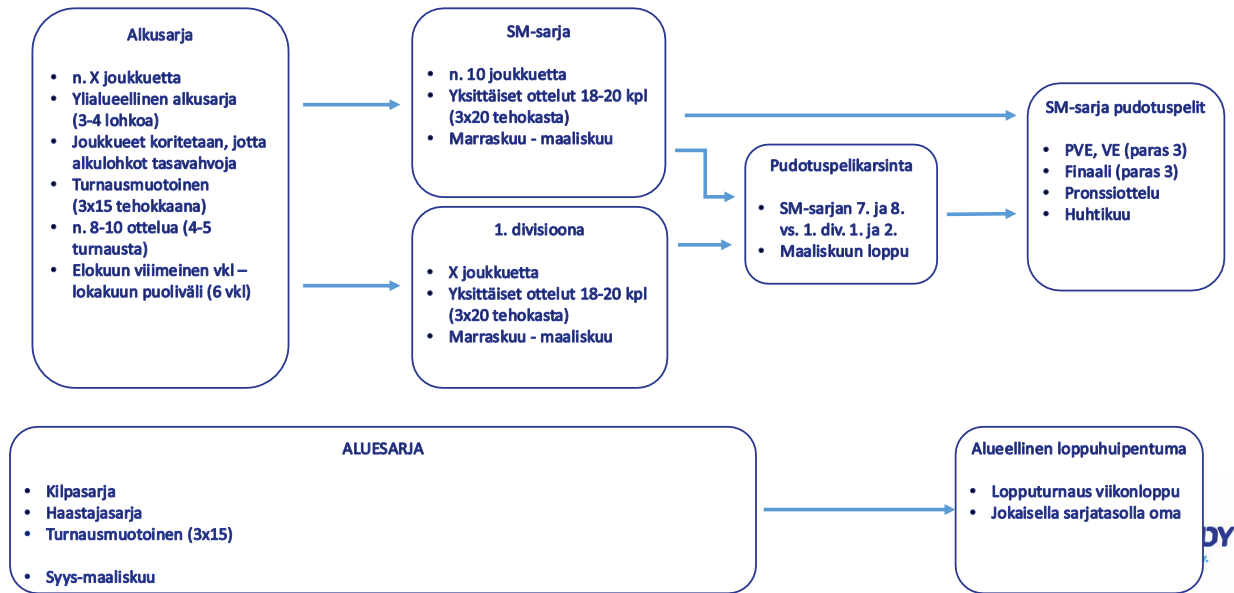 Alkusarja
• n. X joukkuetta
• Ylialueellinen alkusarja
(3-4 lohkoa)
• Joukkueet koritetaan, jotta
alkulohkot tasavahvoja
• Turnausmuotoinen
(3x15 tehokkaana)
• n. 8-10 ottelua (4-5
turnausta)
• Elokuun viiimeinen vkl –
lokakuun puoliväli (6 vkl)
SM-sarja
• n. 10 joukkuetta
• Yksittäiset ottelut 18-20 kpl
(3x20 tehokasta)
• Marraskuu - maaliskuu
1. divisioona
• X joukkuetta
• Yksittäiset ottelut 18-20 kpl
(3x20 tehokasta)
• Marraskuu - maaliskuu
Pudotuspelikarsinta
• SM-sarjan 7. ja 8.
vs. 1. div. 1. ja 2.
• Maaliskuun loppu
SM-sarja pudotuspelit
• PVE, VE (paras 3)
• Finaali (paras 3)
• Pronssiottelu
• Huhtikuu
ALUESARJA
• Kilpasarja
• Haastajasarja
• Turnausmuotoinen (3x15)
• Syys-maaliskuu
Alueellinen loppuhuipentuma
• Lopputurnaus viikonloppu
• Jokaisella sarjatasolla oma
DY